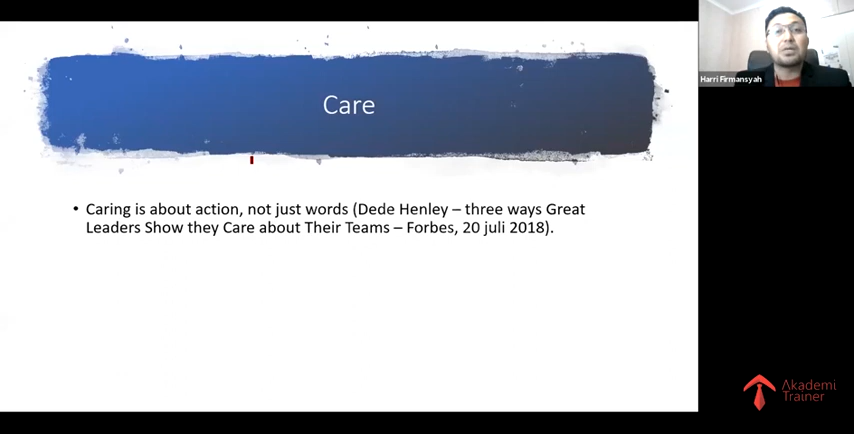 Care
Harri Firmansyah
• Caring is about action, not just words (Dede Henley – three ways Great
Leaders Show they Care about Their Teams – Forbes, 20 juli 2018).
Akademi
Trainer